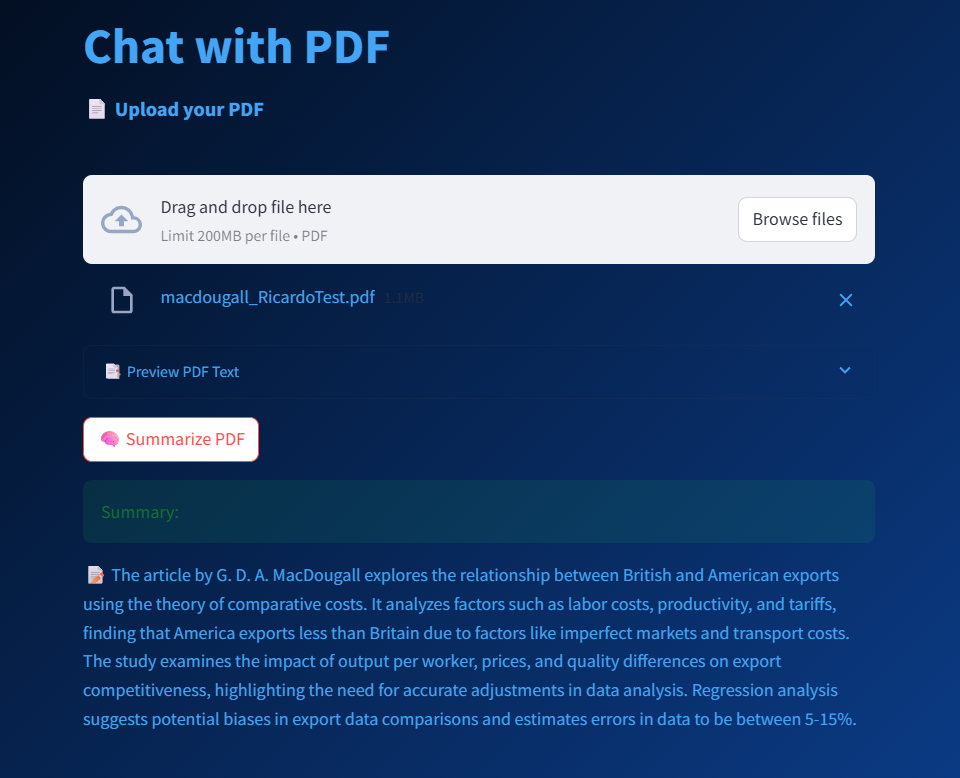 Chat with PDF
Upload your PDF
Drag and drop file here
Limit 200MB per file • PDF
Browse files
macdougall_RicardoTest.pdf 1.1MB
Preview PDF Text
Summarize PDF
Summary:
The article by G. D. A. MacDougall explores the relationship between British and American exports
using the theory of comparative costs. It analyzes factors such as labor costs, productivity, and tariffs,
finding that America exports less than Britain due to factors like imperfect markets and transport costs.
The study examines the impact of output per worker, prices, and quality differences on export
competitiveness, highlighting the need for accurate adjustments in data analysis. Regression analysis
suggests potential biases in export data comparisons and estimates errors in data to be between 5-15%.